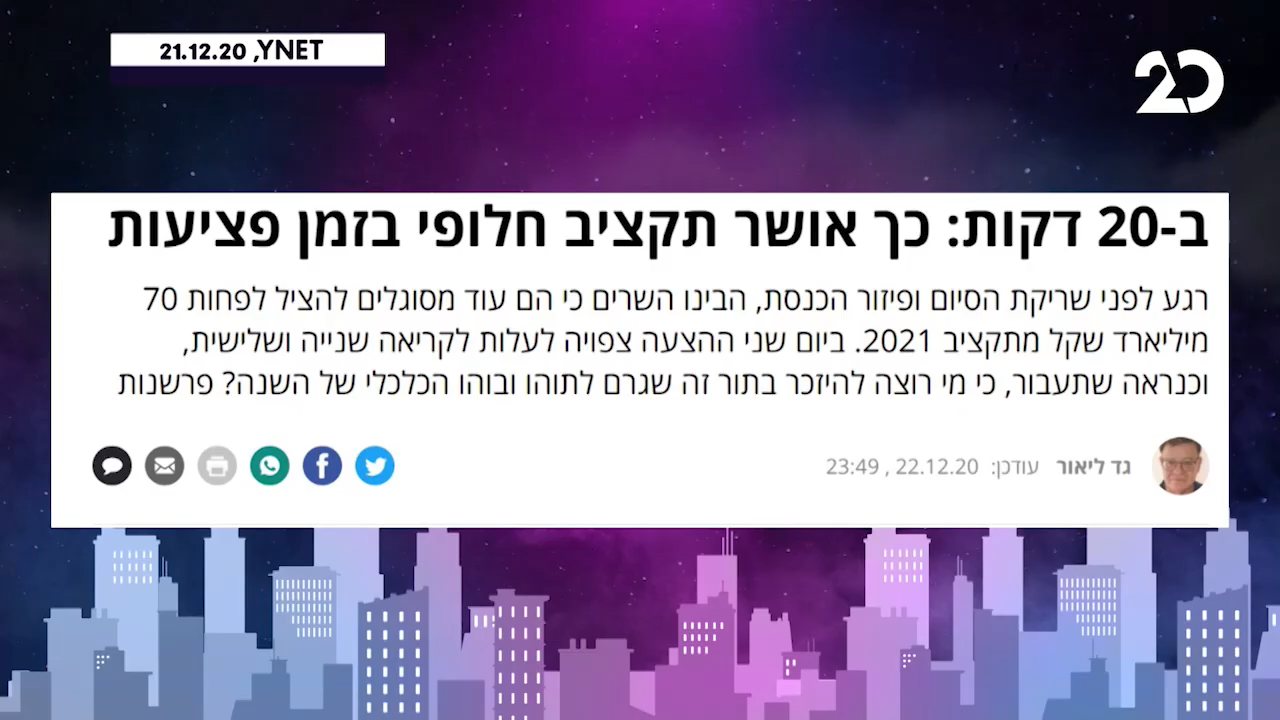 YNET, 21.12.20
20
ב-20 דקות: כך אושר תקציב חלופי בזמן פציעות
רגע לפני שריקת הסיום ופיזור הכנסת, הבינו השרים כי הם עוד מסוגלים להציל לפחות 70
מיליארד שקל מתקציב 2021. ביום שני ההצעה צפויה לעלות לקריאה שנייה ושלישית,
וכנראה שתעבור, כי מי רוצה להיזכר בתור זה שגרם לתוהו ובוהו הכלכלי של השנה? פרשנות
גד ליאור עודכן: 22.12.20 , 23:49